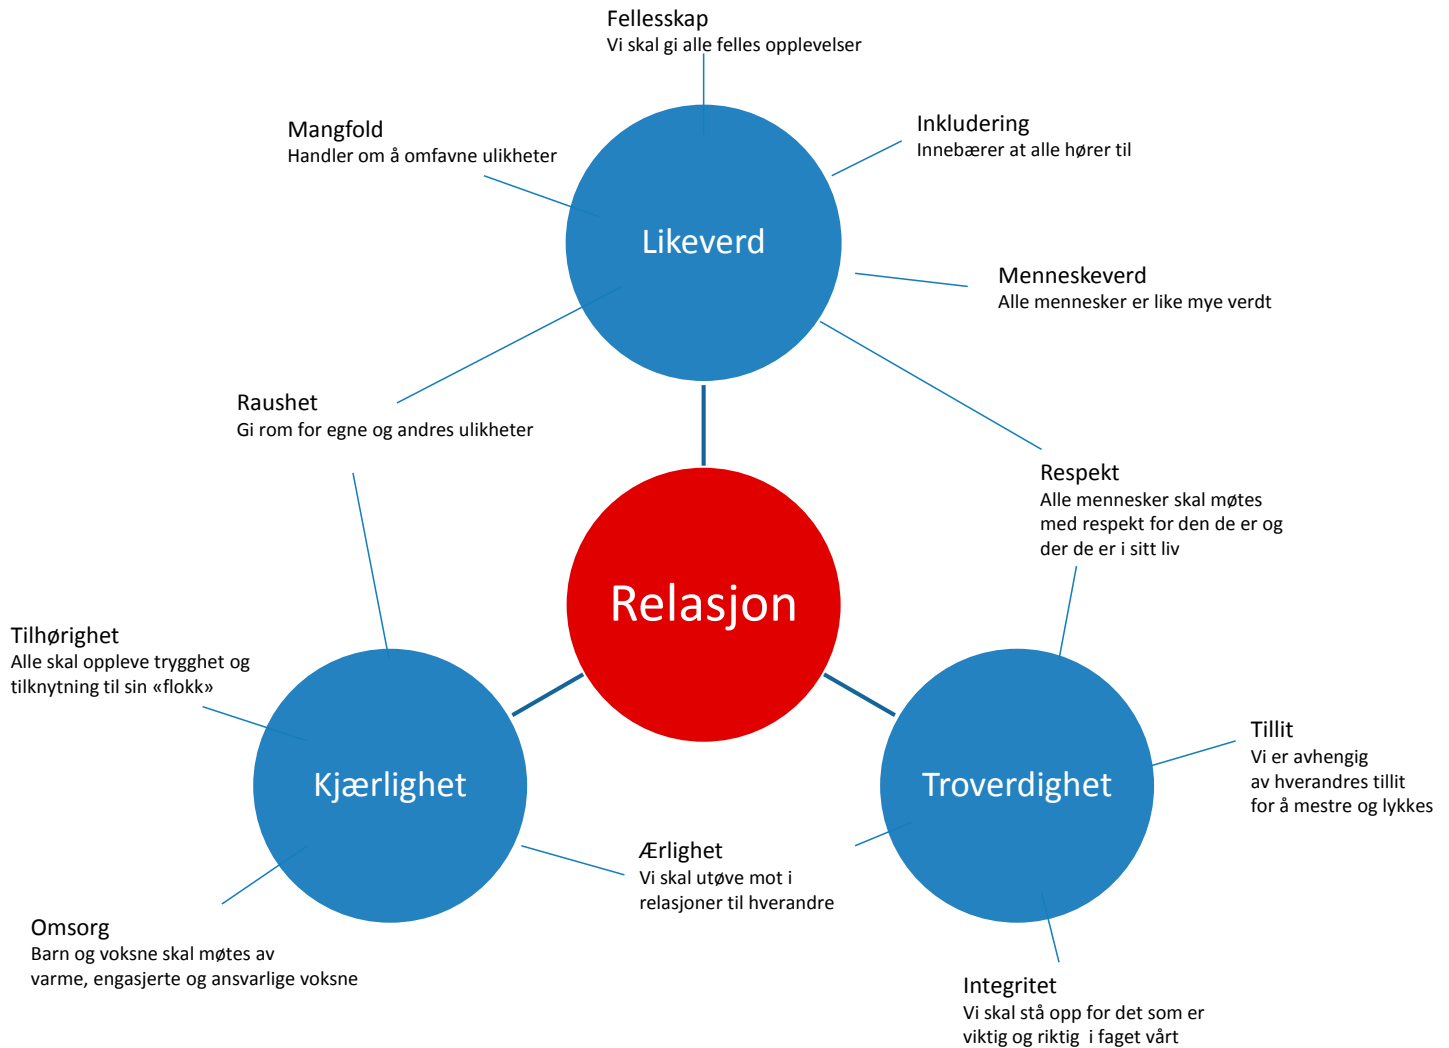 Fellesskap
Vi skal gi alle felles opplevelser
Mangfold
Handler om å omfavne ulikheter
Inkludering
Innebærer at alle hører til
Likeverd
Menneskeverd
Alle mennesker er like mye verdt
Raushet
Gi rom for egne og andres ulikheter
Respekt
Alle mennesker skal møtes
med respekt for den de er og
der de er i sitt liv
Relasjon
Tilhørighet
Alle skal oppleve trygghet og
tilknytning til sin «flokk»
Kjærlighet
Troverdighet
Tillit
Vi er avhengig
av hverandres tillit
for å mestre og lykkes
Ærlighet
Vi skal utøve mot i
relasjoner til hverandre
Omsorg
Barn og voksne skal møtes av
varme, engasjerte og ansvarlige voksne
Integritet
Vi skal stå opp for det som er
viktig og riktig  i faget vårt